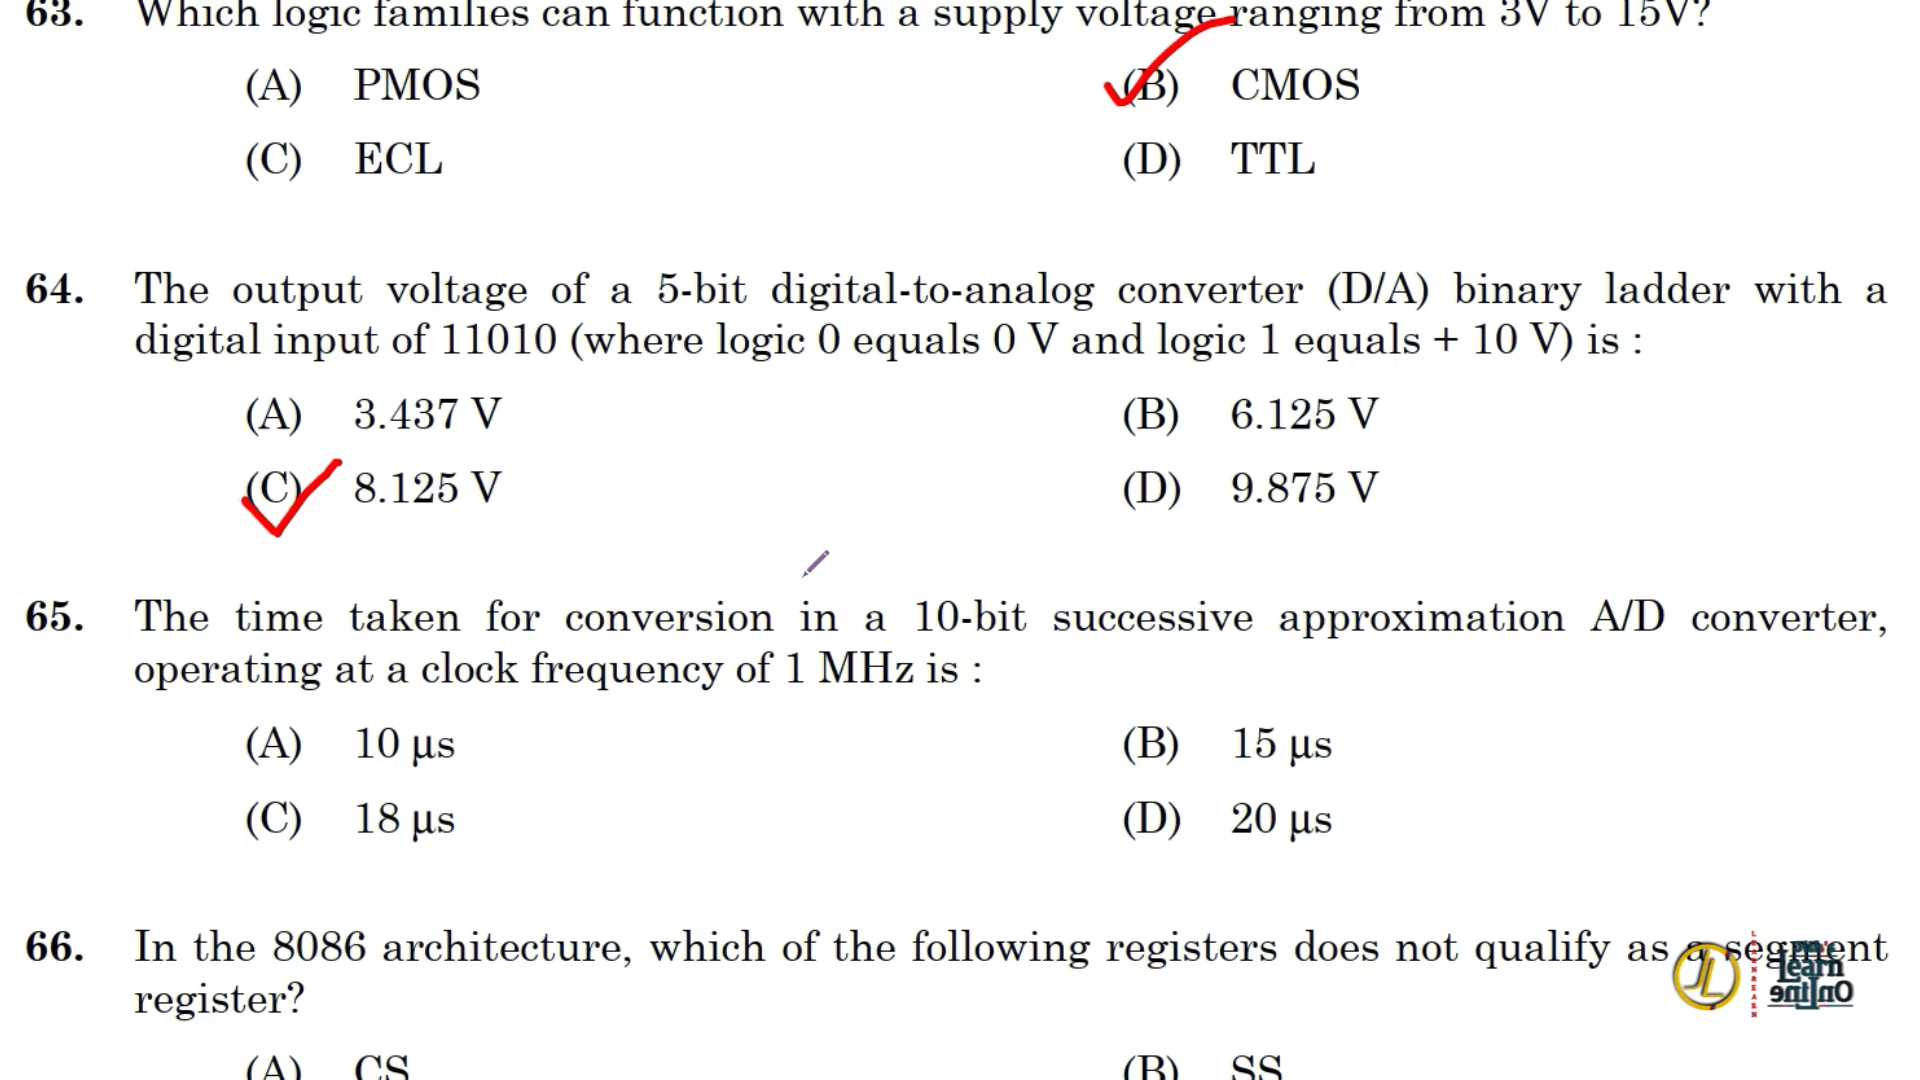 63. Which logic families can function with a supply voltage ranging from 3V to 15V?
(A) PMOS (B) CMOS
(C) ECL (D) TTL
64. The output voltage of a 5-bit digital-to-analog converter (D/A) binary ladder with a
digital input of 11010 (where logic 0 equals 0 V and logic 1 equals + 10 V) is :
(A) 3.437 V (B) 6.125 V
(C) 8.125 V (D) 9.875 V
65. The time taken for conversion in a 10-bit successive approximation A/D converter,
operating at a clock frequency of 1 MHz is :
(A) 10 µs (B) 15 µs
(C) 18 µs (D) 20 µs
66. In the 8086 architecture, which of the following registers does not qualify as a segment
register?
JL
Learn
OnLine
(A) CS (B) SS